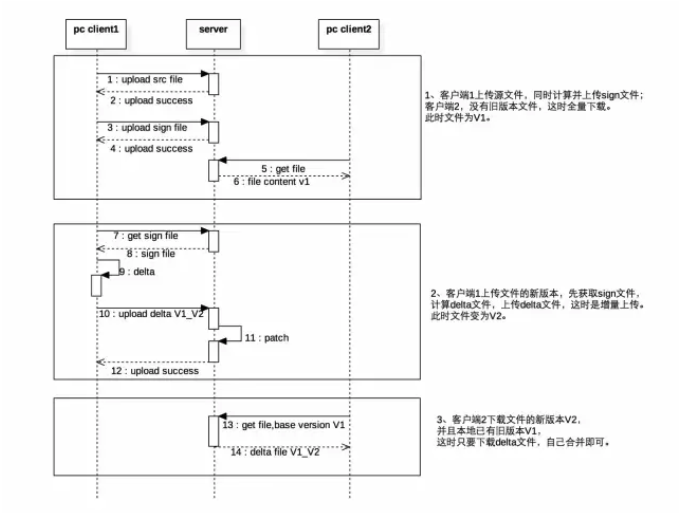 pc client1
server
pc client2
1 : upload src file
2 : upload success
3 : upload sign file
4 : upload success
5 : get file
6 : file content v1
1、客户端1上传源文件，同时计算并上传sign文件；
客户端2，没有旧版本文件，这时全量下载。
此时文件为V1。
7 : get sign file
8 : sign file
9 : delta
10 : upload delta V1_V2
11 : patch
12 : upload success
2、客户端1上传文件的新版本，先获取sign文件，
计算delta文件，上传delta文件，这时是增量上传。
此时文件变为V2。
13 : get file,base version V1
14 : delta file V1_V2
3、客户端2下载文件的新版本V2，
并且本地已有旧版本V1，
这时只要下载delta文件，自己合并即可。